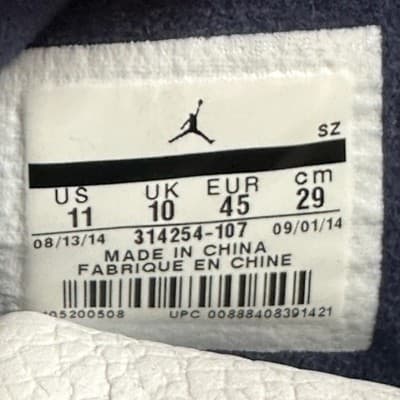 SZ
US UK EUR cm
11 10 45 29
08/13/14 314254-107 09/01/14
MADE IN CHINA
FABRIQUE EN CHINE
UPC 00888408391421